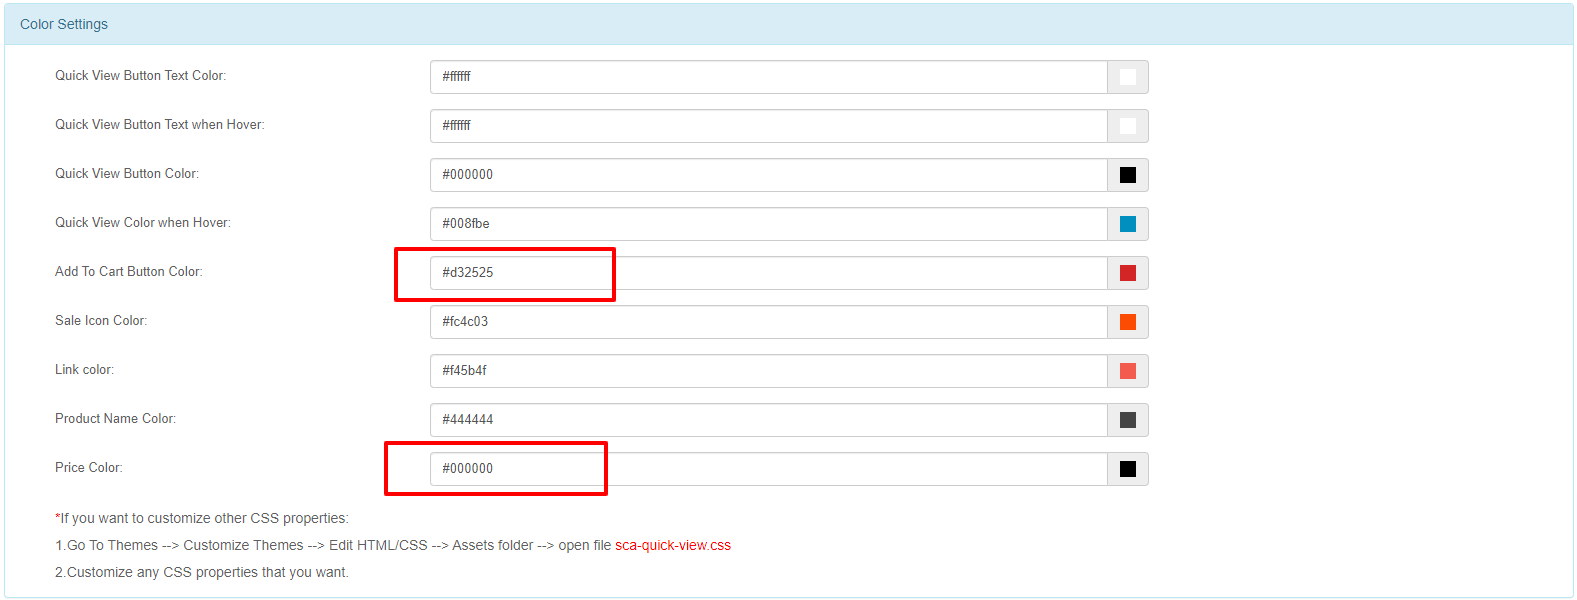 Color Settings
Quick View Button Text Color: #ffffff
Quick View Button Text when Hover: #ffffff
Quick View Button Color: #000000
Quick View Color when Hover: #008fbe
Add To Cart Button Color: #d32525
Sale Icon Color: #fc4c03
Link color: #f45b4f
Product Name Color: #444444
Price Color: #000000
*If you want to customize other CSS properties:
1.Go To Themes --> Customize Themes --> Edit HTML/CSS --> Assets folder --> open file sca-quick-view.css
2.Customize any CSS properties that you want.